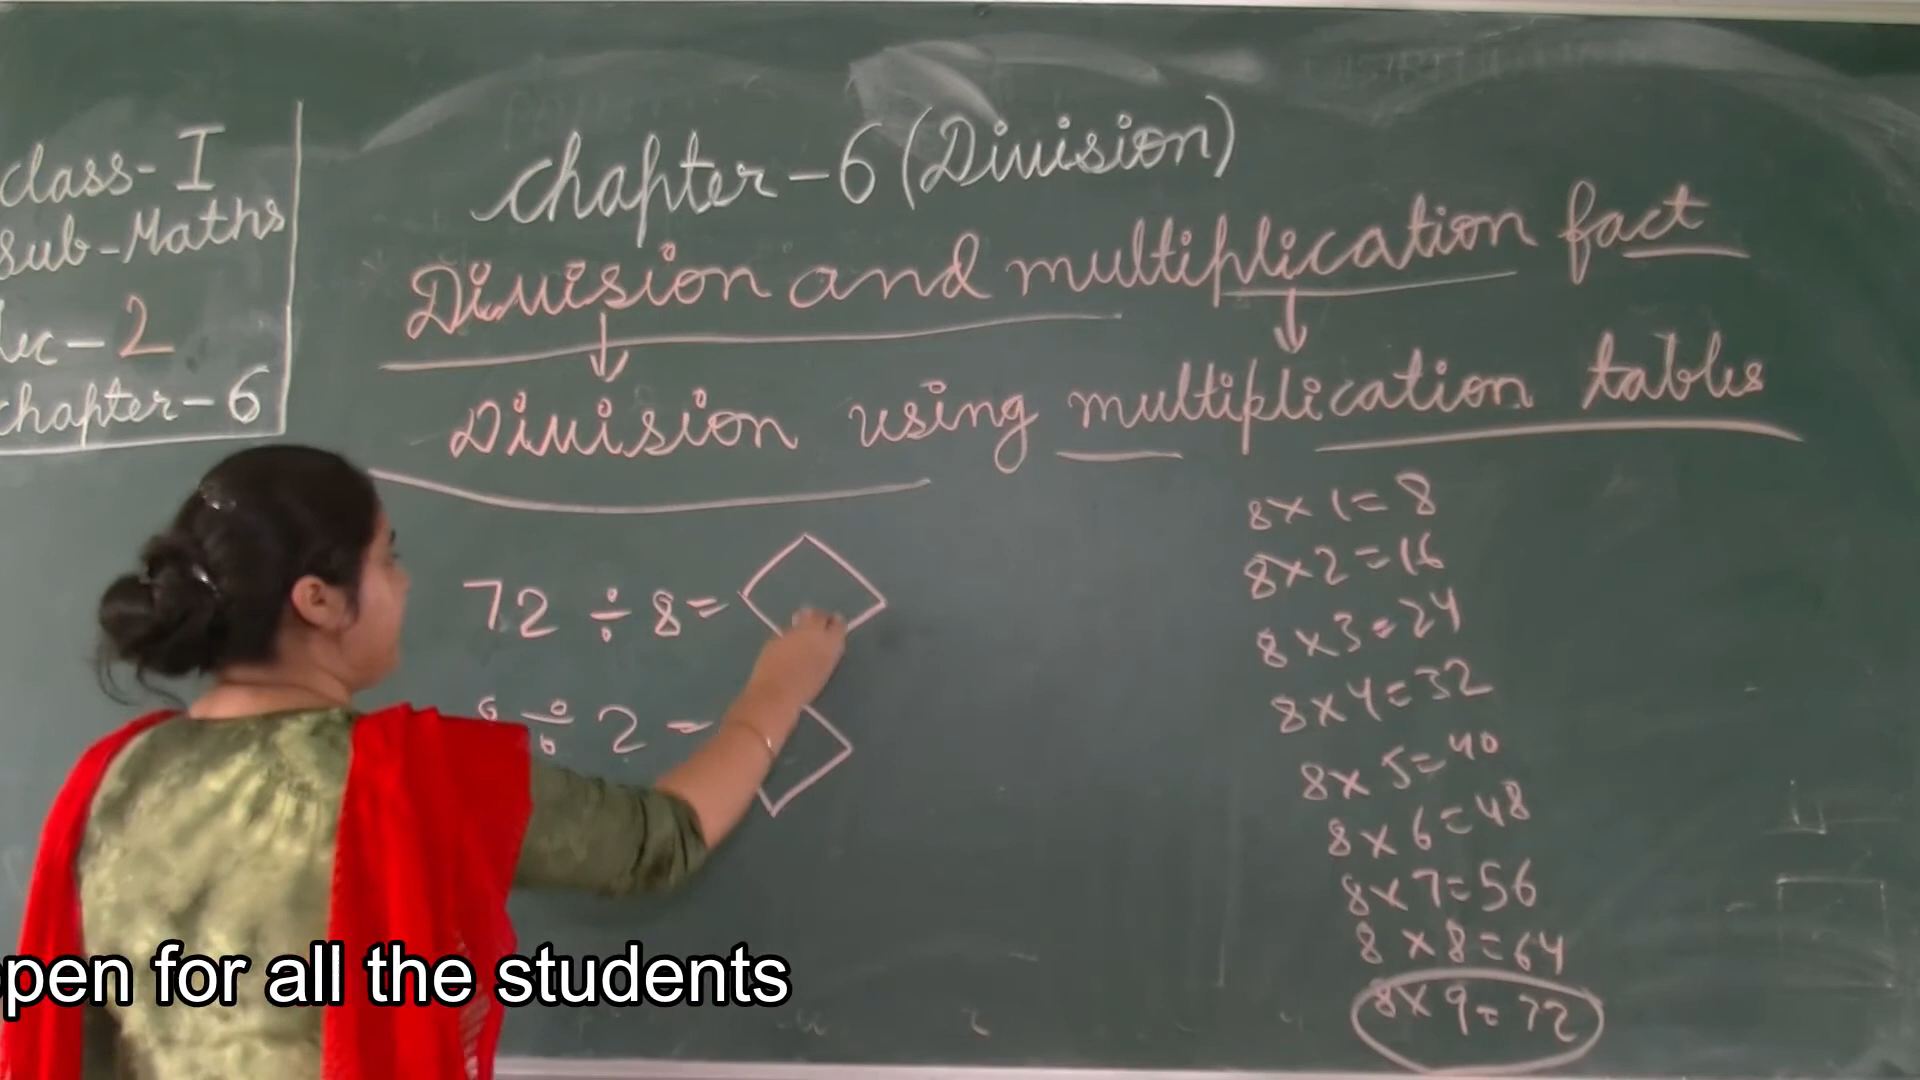 Class-I
Sub-Maths
Lec-2
Chapter-6
Chapter-6 (Division)
Division and multiplication fact
Division using multiplication tables
72 ÷ 8 =
6 ÷ 2 =
8 × 1 = 8
8 × 2 = 16
8 × 3 = 24
8 × 4 = 32
8 × 5 = 40
8 × 6 = 48
8 × 7 = 56
8 × 8 = 64
8 × 9 = 72
pen for all the students